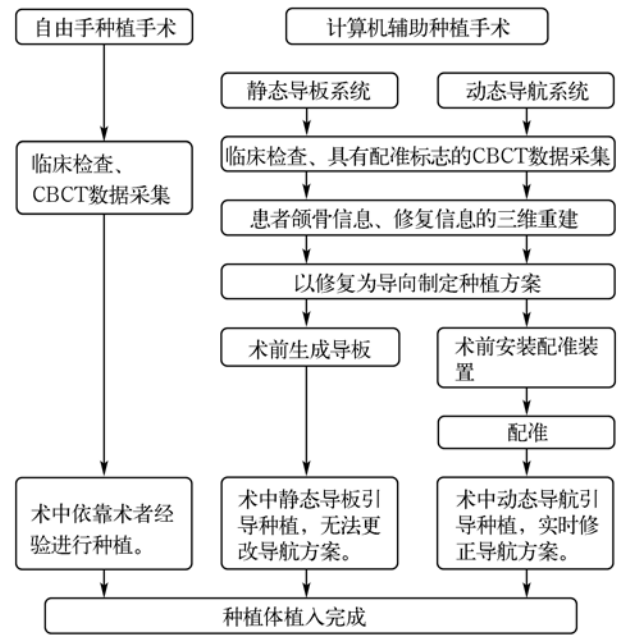 自由手种植手术
计算机辅助种植手术
静态导板系统
动态导航系统
临床检查、
CBCT数据采集
临床检查、具有配准标志的CBCT数据采集
患者颌骨信息、修复信息的三维重建
以修复为导向制定种植方案
术前生成导板
术前安装配准装
置
配准
术中依靠术者经
验进行种植。
术中静态导板引
导种植，无法更
改导航方案。
术中动态导航引
导种植，实时修
正导航方案。
种植体植入完成